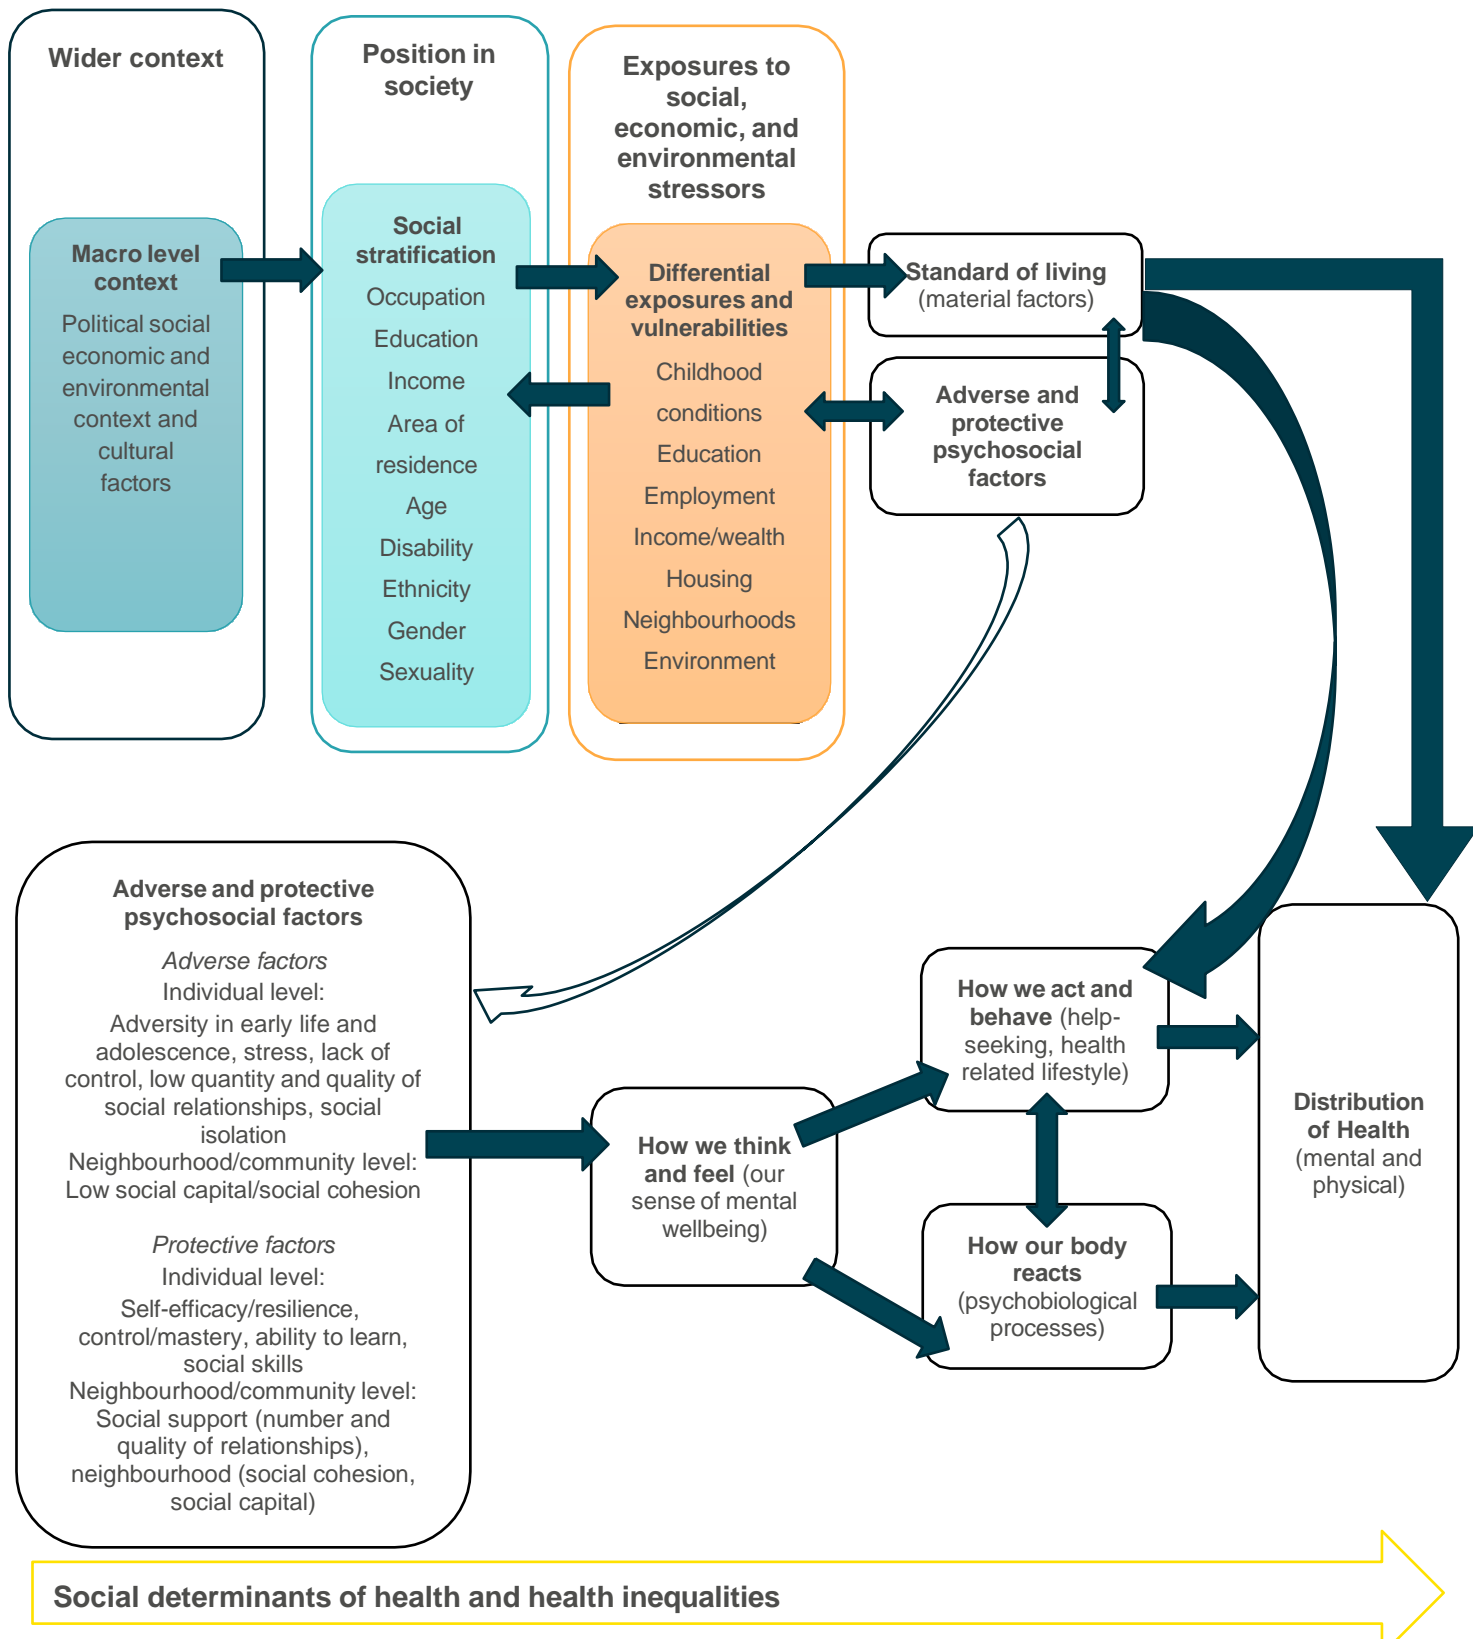 Wider context
Macro level
context
Political social
economic and
environmental
context and
cultural
factors
Position in
society
Social
stratification
Occupation
Education
Income
Area of
residence
Age
Disability
Ethnicity
Gender
Sexuality
Exposures to
social,
economic, and
environmental
stressors
Differential
exposures and
vulnerabilities
Childhood
conditions
Education
Employment
Income/wealth
Housing
Neighbourhoods
Environment
Standard of living
(material factors)
Adverse and
protective
psychosocial
factors
Adverse and protective
psychosocial factors
Adverse factors
Individual level:
Adversity in early life and
adolescence, stress, lack of
control, low quantity and quality of
social relationships, social
isolation
Neighbourhood/community level:
Low social capital/social cohesion
Protective factors
Individual level:
Self-efficacy/resilience,
control/mastery, ability to learn,
social skills
Neighbourhood/community level:
Social support (number and
quality of relationships),
neighbourhood (social cohesion,
social capital)
How we think
and feel (our
sense of mental
wellbeing)
How we act and
behave (help-
seeking, health
related lifestyle)
How our body
reacts
(psychobiological
processes)
Distribution
of Health
(mental and
physical)
Social determinants of health and health inequalities